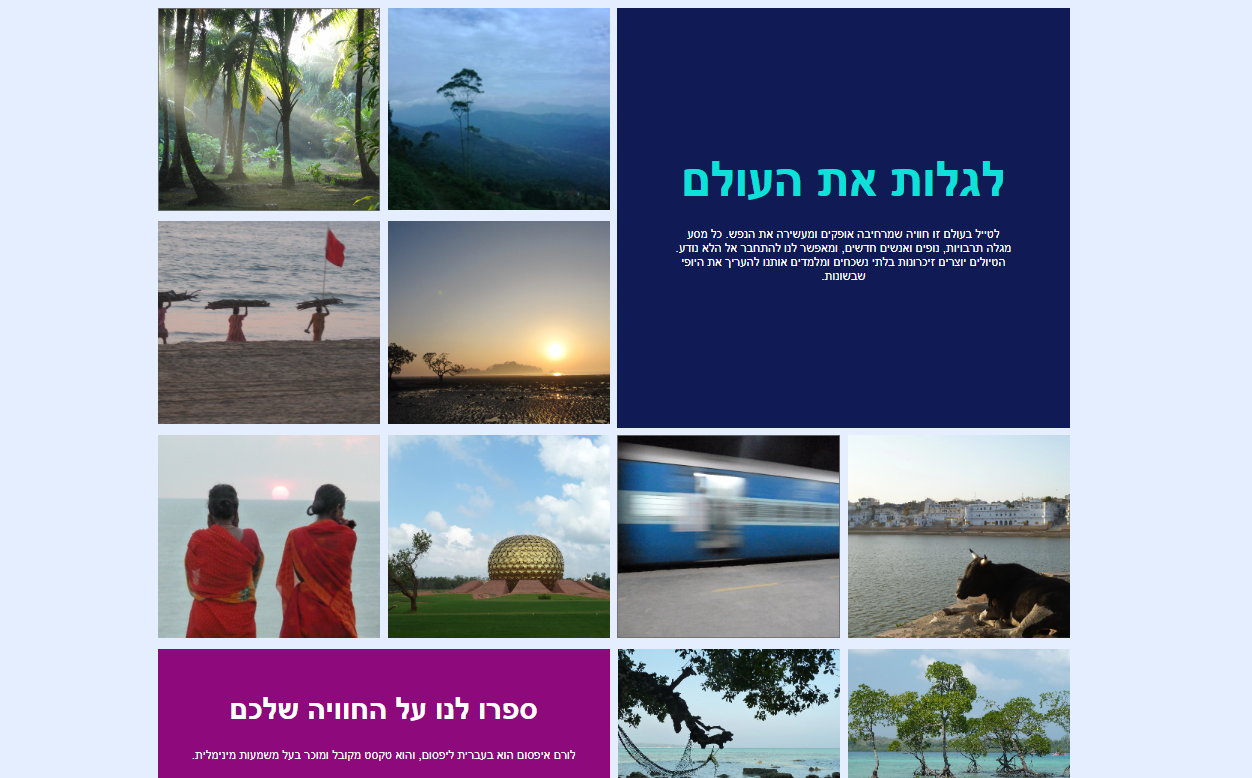 לגלות את העולם
לטייל בעולם זו חוויה שמרחיבה אופקים ומעשירה את הנפש. כל מסע
מגלה תרבויות, נופים ואנשים חדשים, ומאפשר לנו להתחבר אל הלא נודע.
הטיולים יוצרים זיכרונות בלתי נשכחים ומלמדים אותנו להעריך את היופי
שבשונות.
ספרו לנו על החוויה שלכם
לורם איפסום הוא בעברית ליפסום, והוא טקסט מקובל ומוכר בעל משמעות מינימלית.